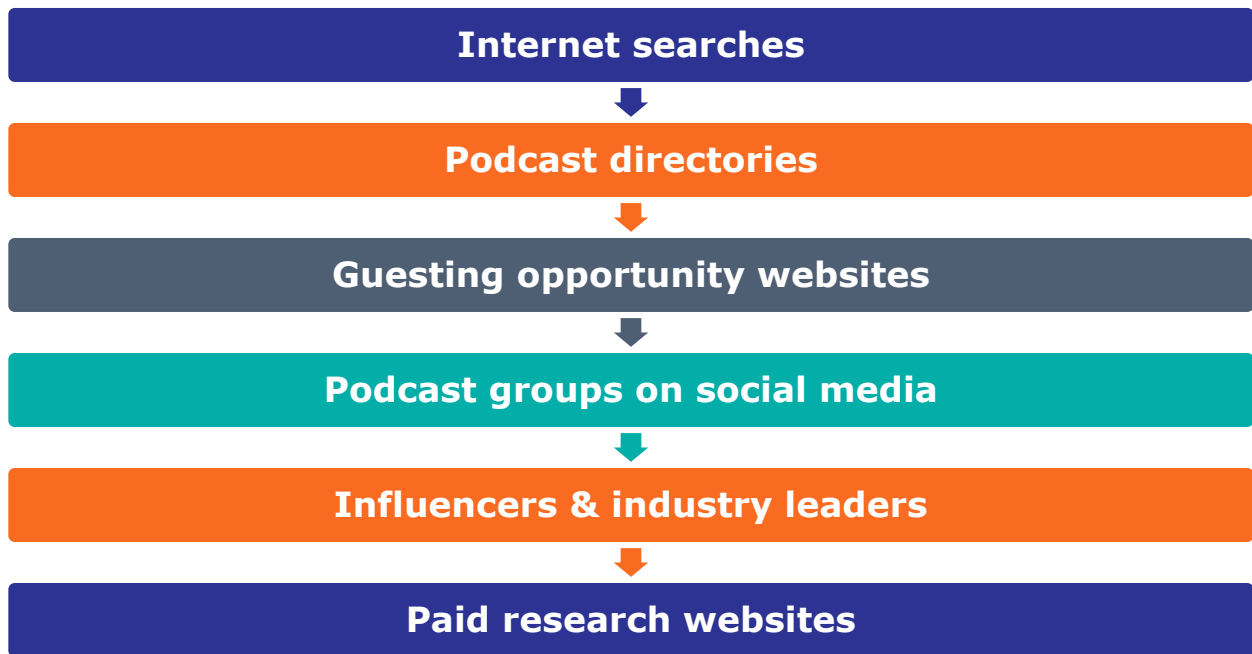 Internet searches
Podcast directories
Guesting opportunity websites
Podcast groups on social media
Influencers & industry leaders
Paid research websites